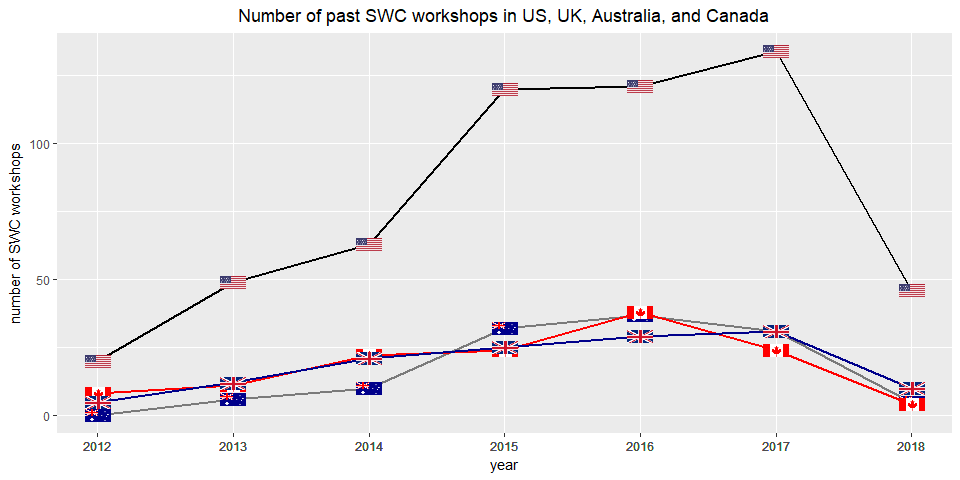 Number of past SWC workshops in US, UK, Australia, and Canada
number of SWC workshops
100
50
0
2012 2013 2014 2015 2016 2017 2018
year